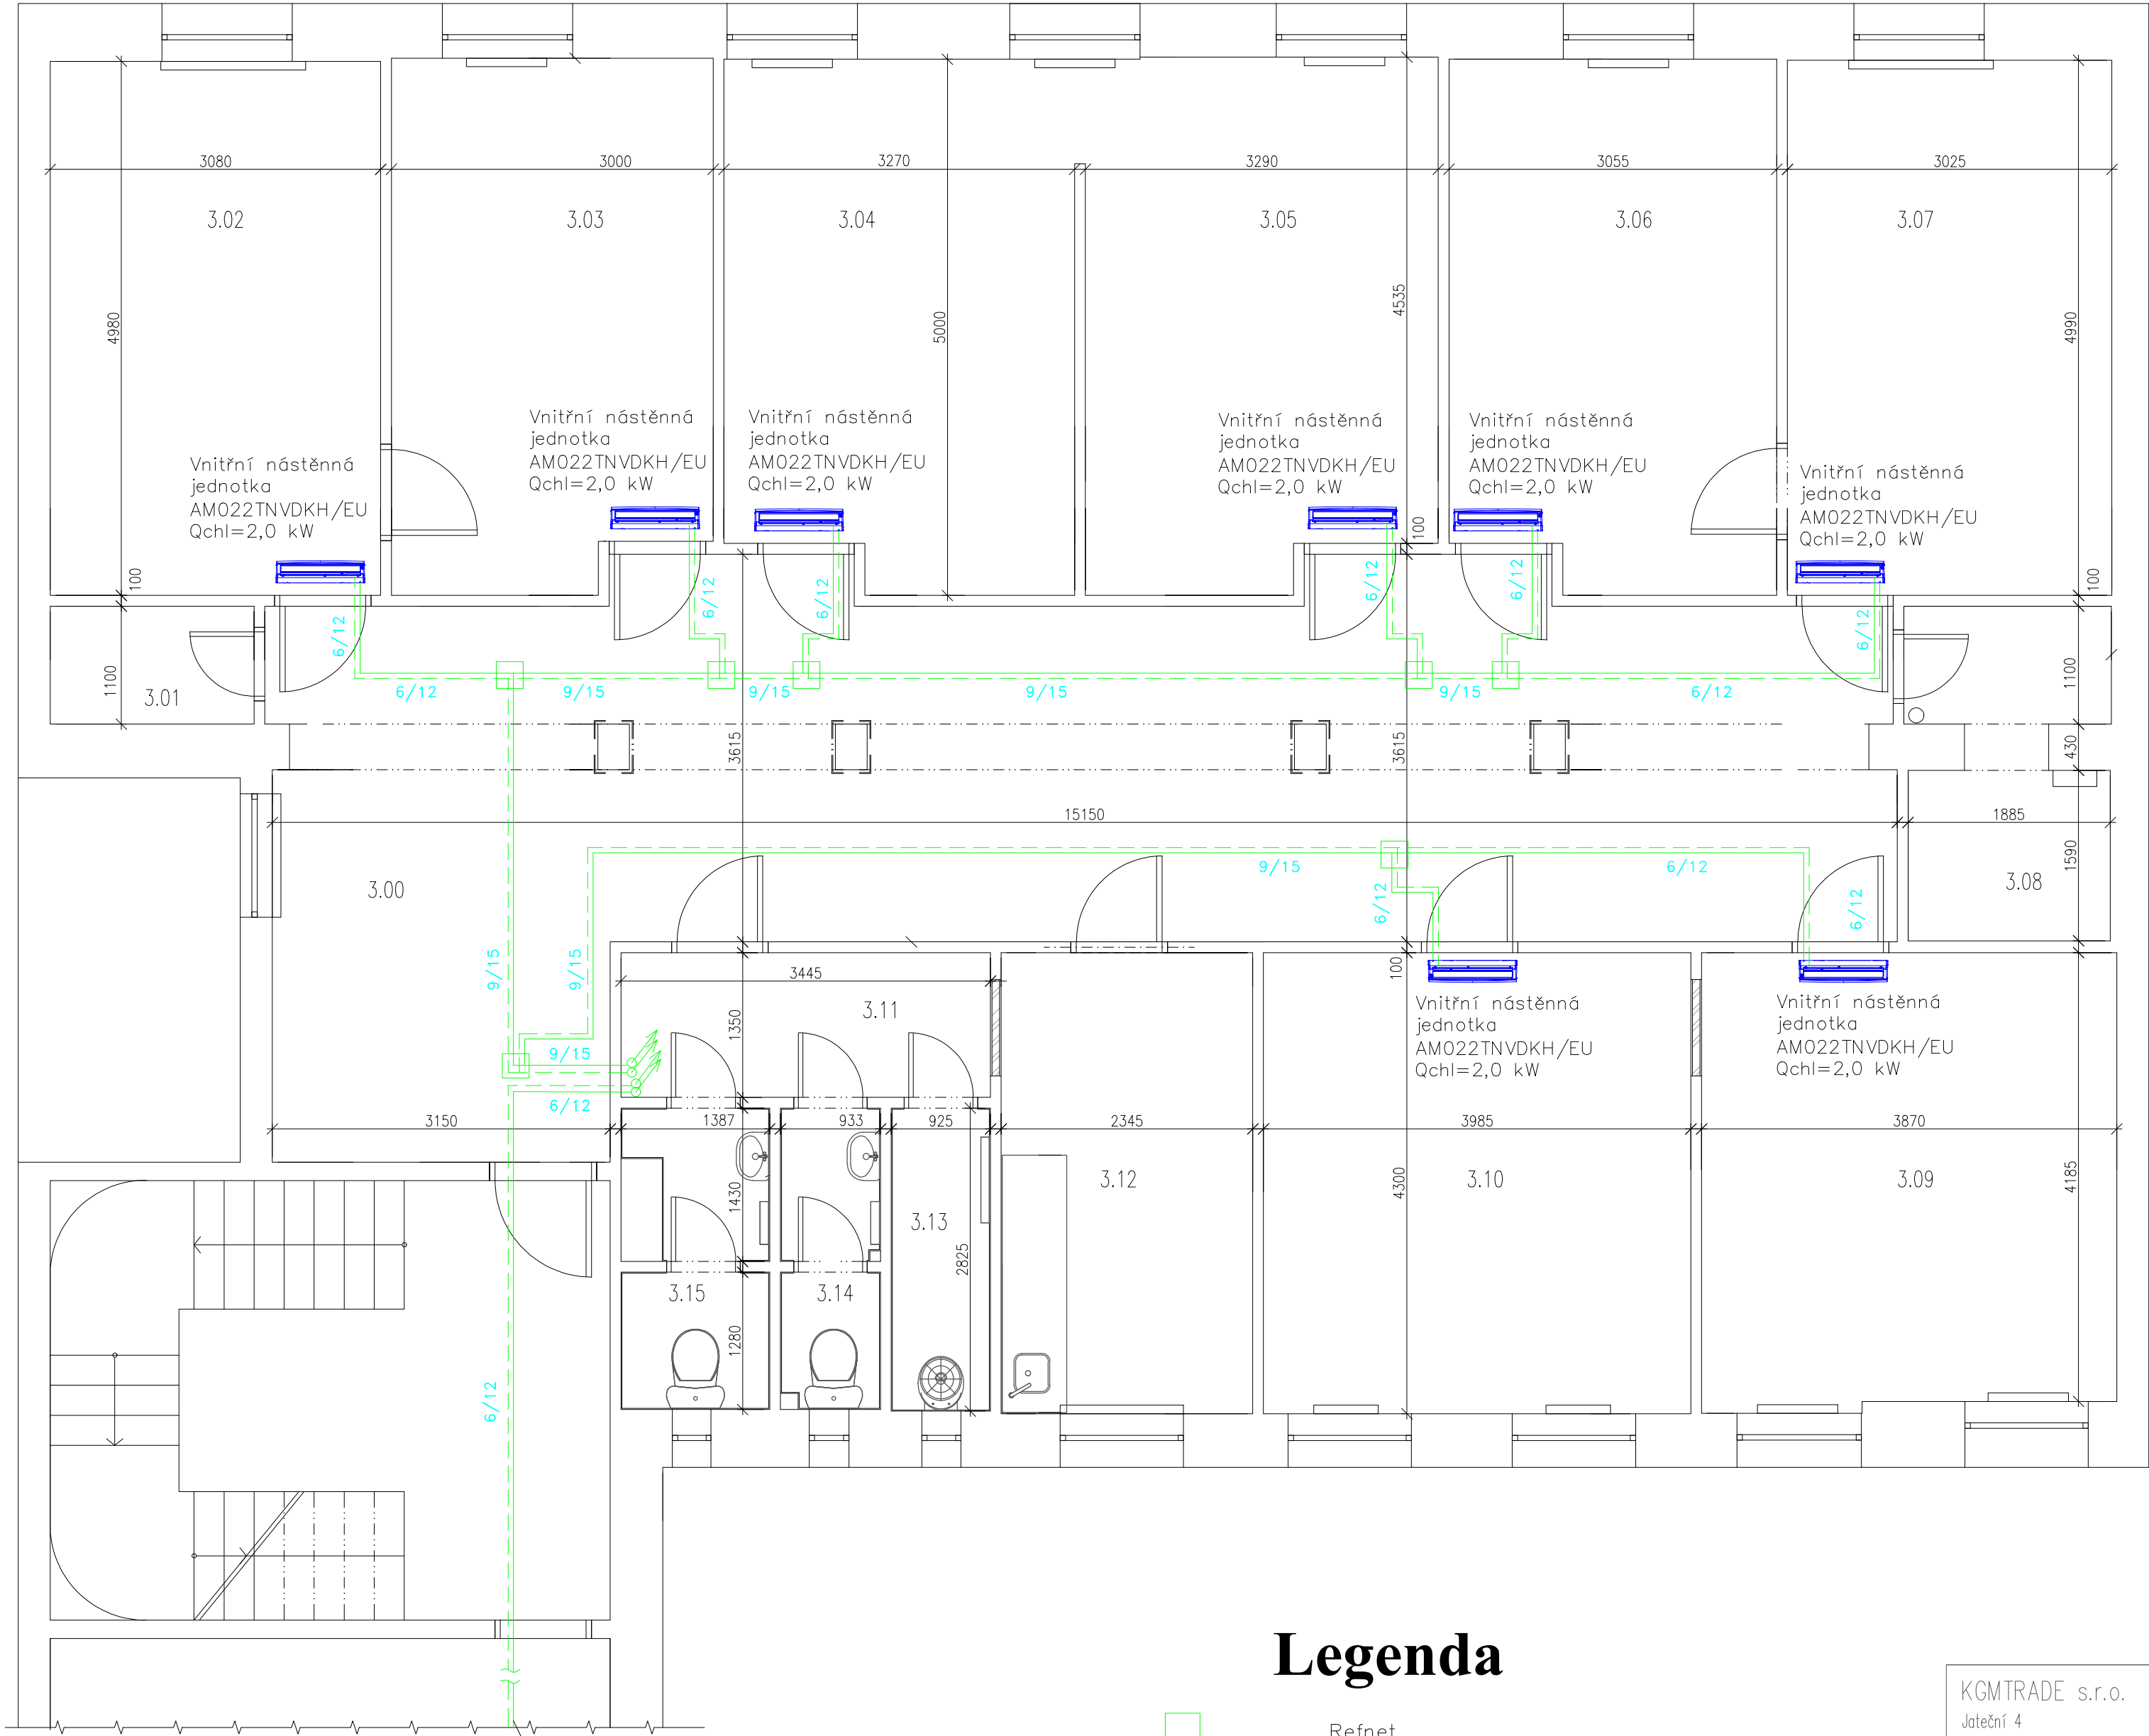 3080
3000
3270
3290
3055
3025
3.02
3.03
3.04
3.05
3.06
3.07
4980
5000
4535
4990
Vnitřní nástěnná
jednotka
AM022TNVDKH/EU
Qchl=2,0 kW
Vnitřní nástěnná
jednotka
AM022TNVDKH/EU
Qchl=2,0 kW
Vnitřní nástěnná
jednotka
AM022TNVDKH/EU
Qchl=2,0 kW
Vnitřní nástěnná
jednotka
AM022TNVDKH/EU
Qchl=2,0 kW
Vnitřní nástěnná
jednotka
AM022TNVDKH/EU
Qchl=2,0 kW
Vnitřní nástěnná
jednotka
AM022TNVDKH/EU
Qchl=2,0 kW
100
100
100
6/12
6/12
6/12
6/12
6/12
6/12
1100
3.01
6/12
9/15
9/15
9/15
9/15
6/12
1100
3615
3615
430
15150
1885
3.00
9/15
6/12
1590
3.08
6/12
6/12
9/15
9/15
3445
100
3.11
1350
Vnitřní nástěnná
jednotka
AM022TNVDKH/EU
Qchl=2,0 kW
Vnitřní nástěnná
jednotka
AM022TNVDKH/EU
Qchl=2,0 kW
9/15
6/12
3150
1387
933
925
2345
3985
3870
3.12
3.10
3.09
1430
4300
4185
3.13
2825
3.15
3.14
1280
6/12
Legenda
KGMTRADE s.r.o.
Jateční 4
Refnet